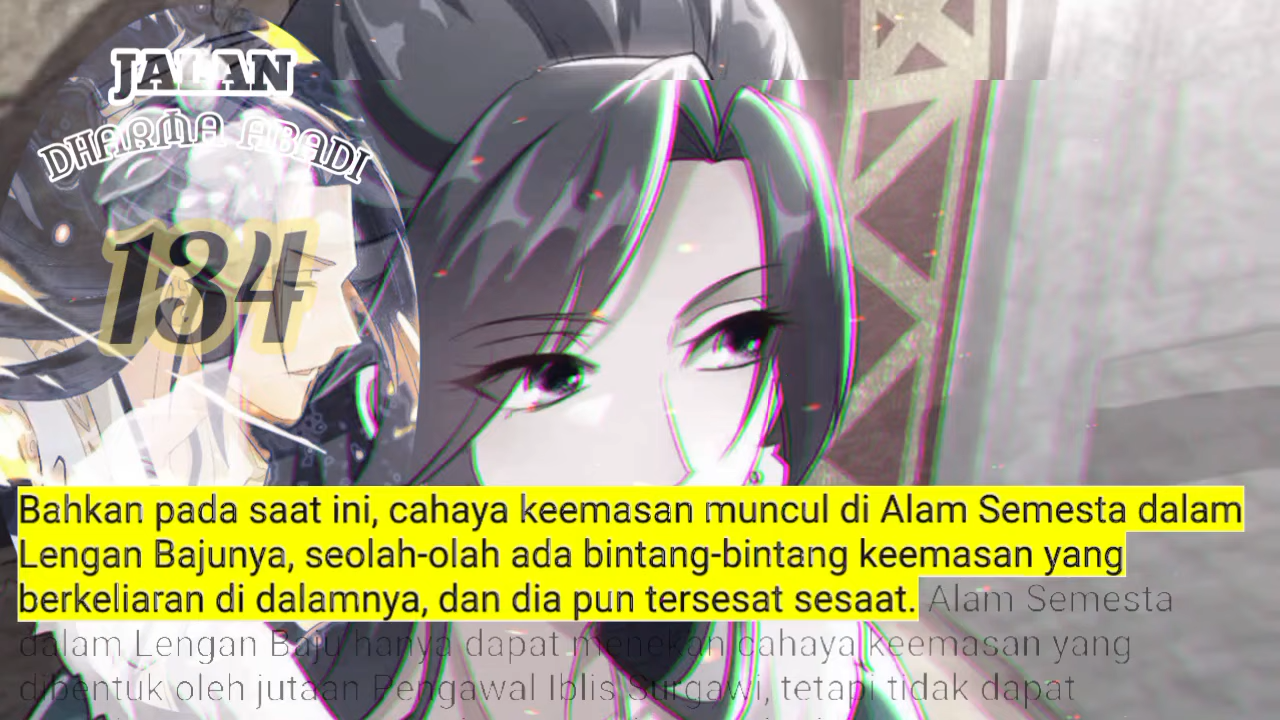 JALAN
DHARMA ABADI
134
Bahkan pada saat ini, cahaya keemasan muncul di Alam Semesta dalam
Lengan Bajunya, seolah-olah ada bintang-bintang keemasan yang
berkeliaran di dalamnya, dan dia pun tersesat sesaat. Alam Semesta
dalam Lengan Baju hanya dapat menekan cahaya keemasan yang
dibentuk oleh jutaan Pengawal Iblis Surgawi, tetapi tidak dapat